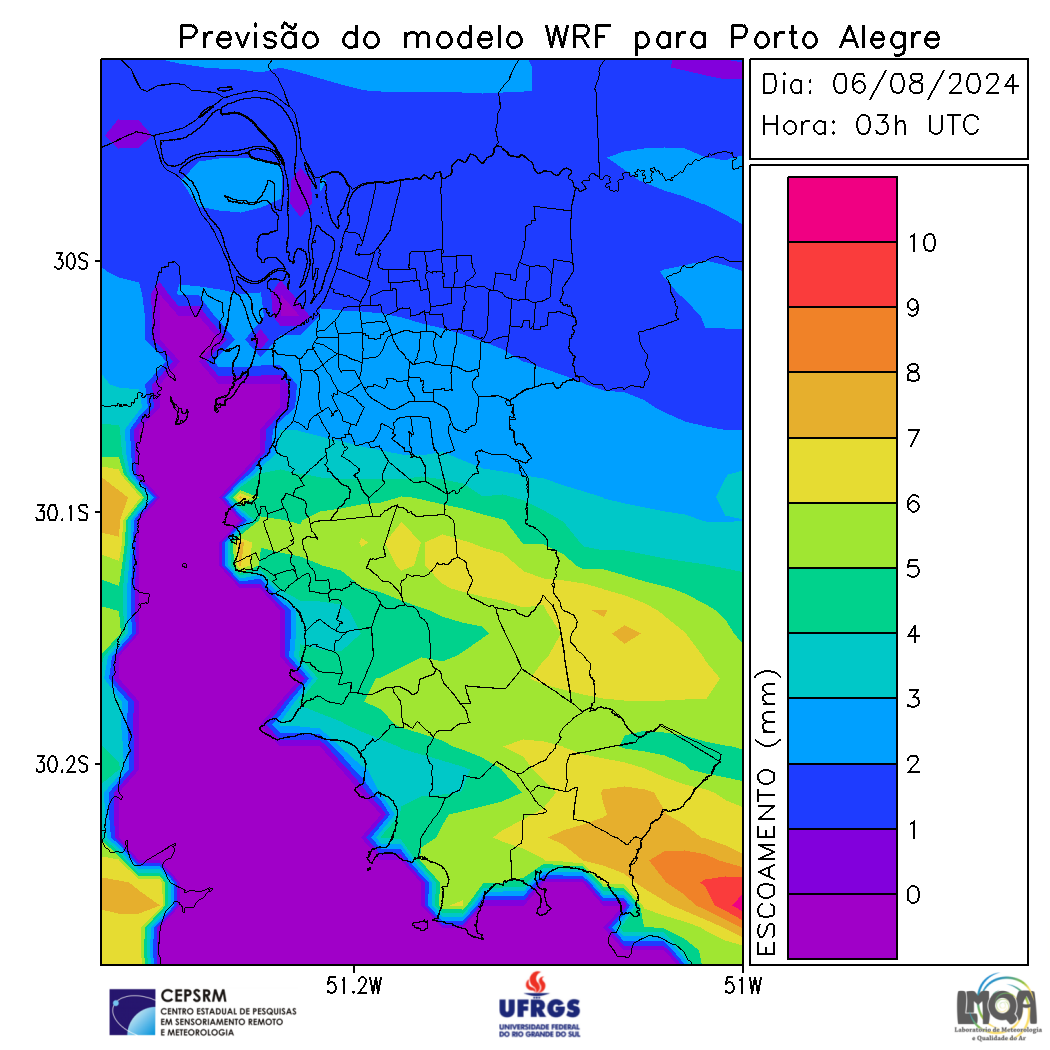 Previsão do modelo WRF para Porto Alegre
Dia: 06/08/2024
Hora: 03h UTC
10
9
8
7
6
5
4
3
2
1
0
ESCOAMENTO (mm)
30S
30.1S
30.2S
51.2W
51W
CEPSRM
CENTRO ESTADUAL DE PESQUISAS
EM SENSORIAMENTO REMOTO
E METEOROLOGIA
UFRGS
UNIVERSIDADE FEDERAL
DO RIO GRANDE DO SUL
LMQA
Laboratório de Meteorologia
e Qualidade do Ar